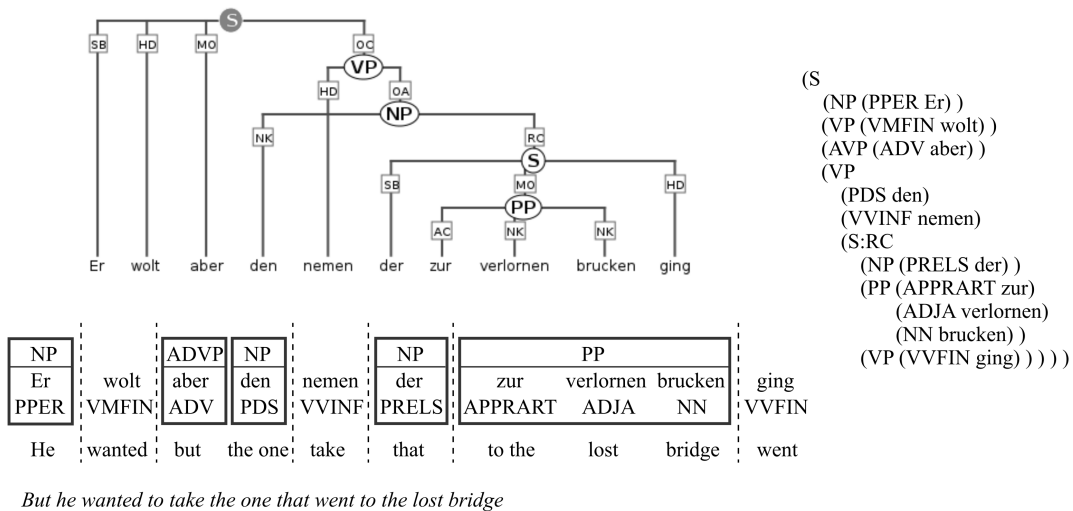 S
SB HD MO OC
VP
HD OA
NP
NK RC
S
SB MO HD
PP
AC NK NK
Er wolt aber den nemen der zur verlornen brucken ging
(S
(NP (PPER Er) )
(VP (VMFIN wolt) )
(AVP (ADV aber) )
(VP
(PDS den)
(VVINF nemen)
(S:RC
(NP (PRELS der) )
(PP (APPRART zur)
(ADJA verlornen)
(NN brucken) )
(VP (VVFIN ging) ) ) ) )
NP ADVP NP NP PP
Er wolt aber den nemen der zur verlornen brucken ging
PPER VMFIN ADV PDS VVINF PRELS APPRART ADJA NN VVFIN
He wanted but the one take that to the lost bridge went
But he wanted to take the one that went to the lost bridge